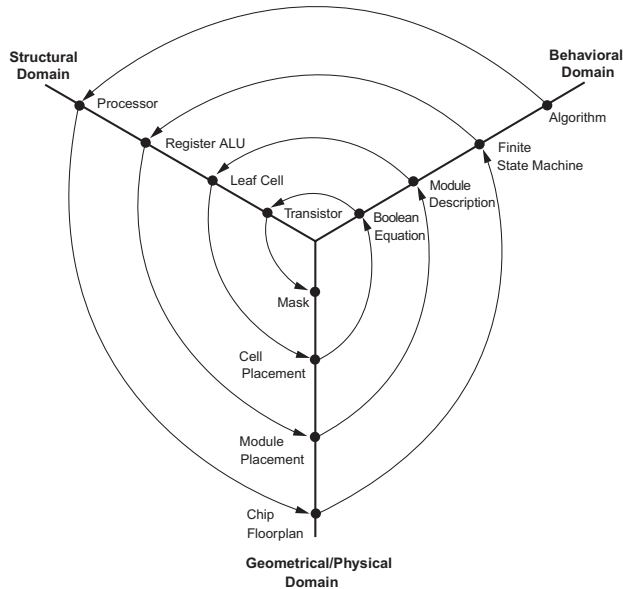 Structural
Domain
Behavioral
Domain
Processor
Algorithm
Register ALU
Finite
State Machine
Leaf Cell
Module
Description
Transistor
Boolean
Equation
Mask
Cell
Placement
Module
Placement
Chip
Floorplan
Geometrical/Physical
Domain